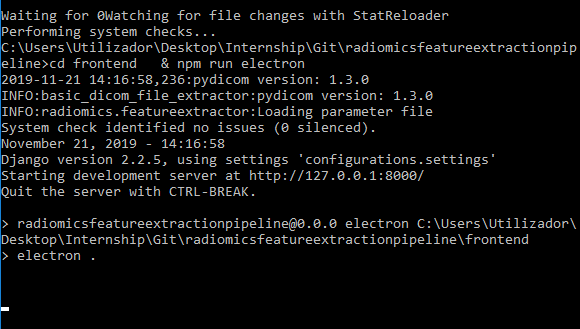 Waiting for 0Watching for file changes with StatReloader
Performing system checks...
C:\Users\Utilizador\Desktop\Internship\Git\radiomicsfeatureextractionpip
eline>cd frontend   & npm run electron
2019-11-21 14:16:58,236:pydicom version: 1.3.0
INFO:basic_dicom_file_extractor:pydicom version: 1.3.0
INFO:radiomics.featureextractor:Loading parameter file
System check identified no issues (0 silenced).
November 21, 2019 - 14:16:58
Django version 2.2.5, using settings 'configurations.settings'
Starting development server at http://127.0.0.1:8000/
Quit the server with CTRL-BREAK.
> radiomicsfeatureextractionpipeline@0.0.0 electron C:\Users\Utilizador\
Desktop\Internship\Git\radiomicsfeatureextractionpipeline\frontend
> electron .